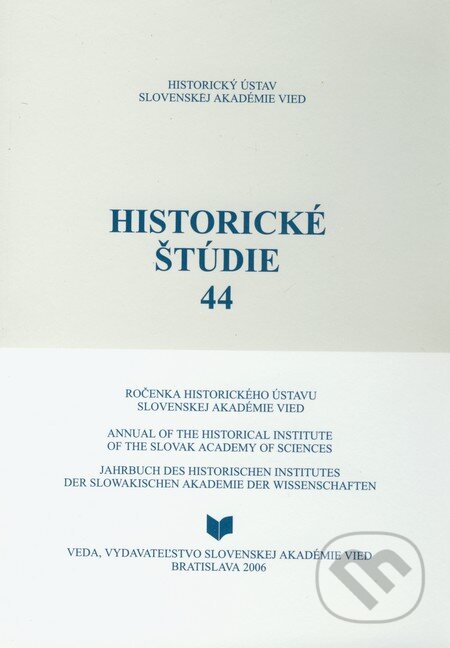 HISTORICKÝ ÚSTAV
SLOVENSKEJ AKADÉMIE VIED
HISTORICKÉ
ŠTÚDIE
44
ROČENKA HISTORICKÉHO ÚSTAVU
SLOVENSKEJ AKADÉMIE VIED
ANNUAL OF THE HISTORICAL INSTITUTE
OF THE SLOVAK ACADEMY OF SCIENCES
JAHRBUCH DES HISTORISCHEN INSTITUTES
DER SLOWAKISCHEN AKADEMIE DER WISSENSCHAFTEN
VEDA, VYDAVATEĽSTVO SLOVENSKEJ AKADÉMIE VIED
BRATISLAVA 2006
m